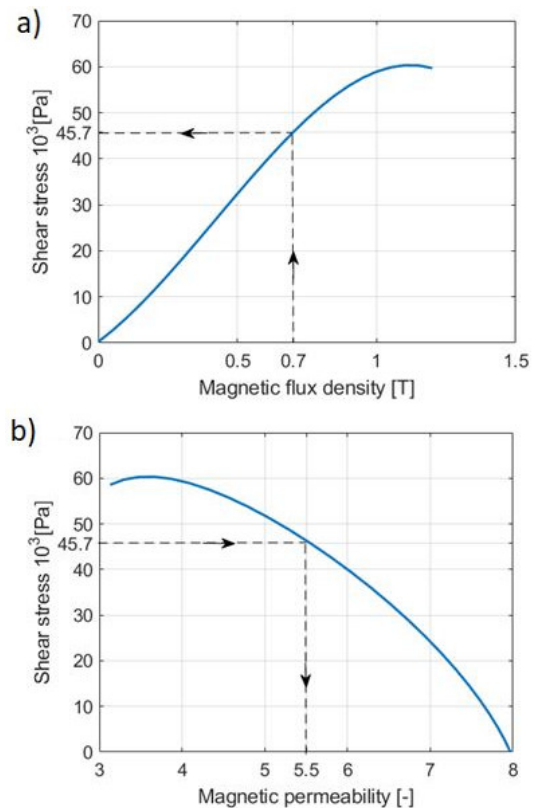 a)
70
60
50
45.7
40
30
20
10
0
Shear stress 10³[Pa]
0 0.5 0.7 1 1.5
Magnetic flux density [T]
b)
70
60
50
45.7
40
30
20
10
0
Shear stress 10³[Pa]
3 4 5 5.5 6 7 8
Magnetic permeability [-]